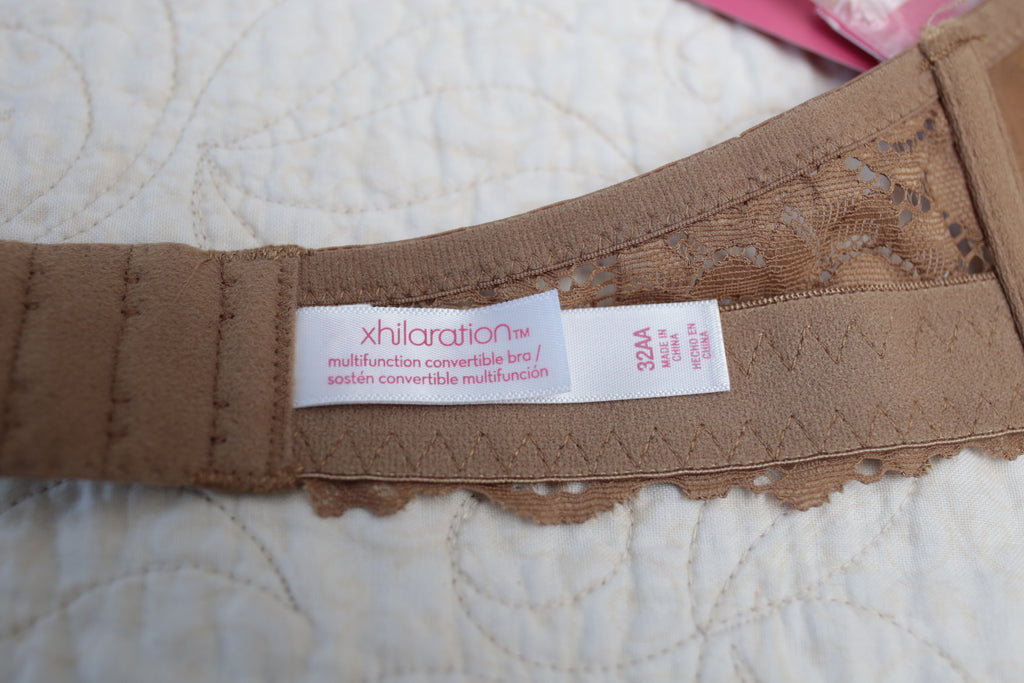 xhilaration™
multifunction convertible bra /
sostén convertible multifunción
32AA
MADE IN
CHINA
HECHO EN
CHINA